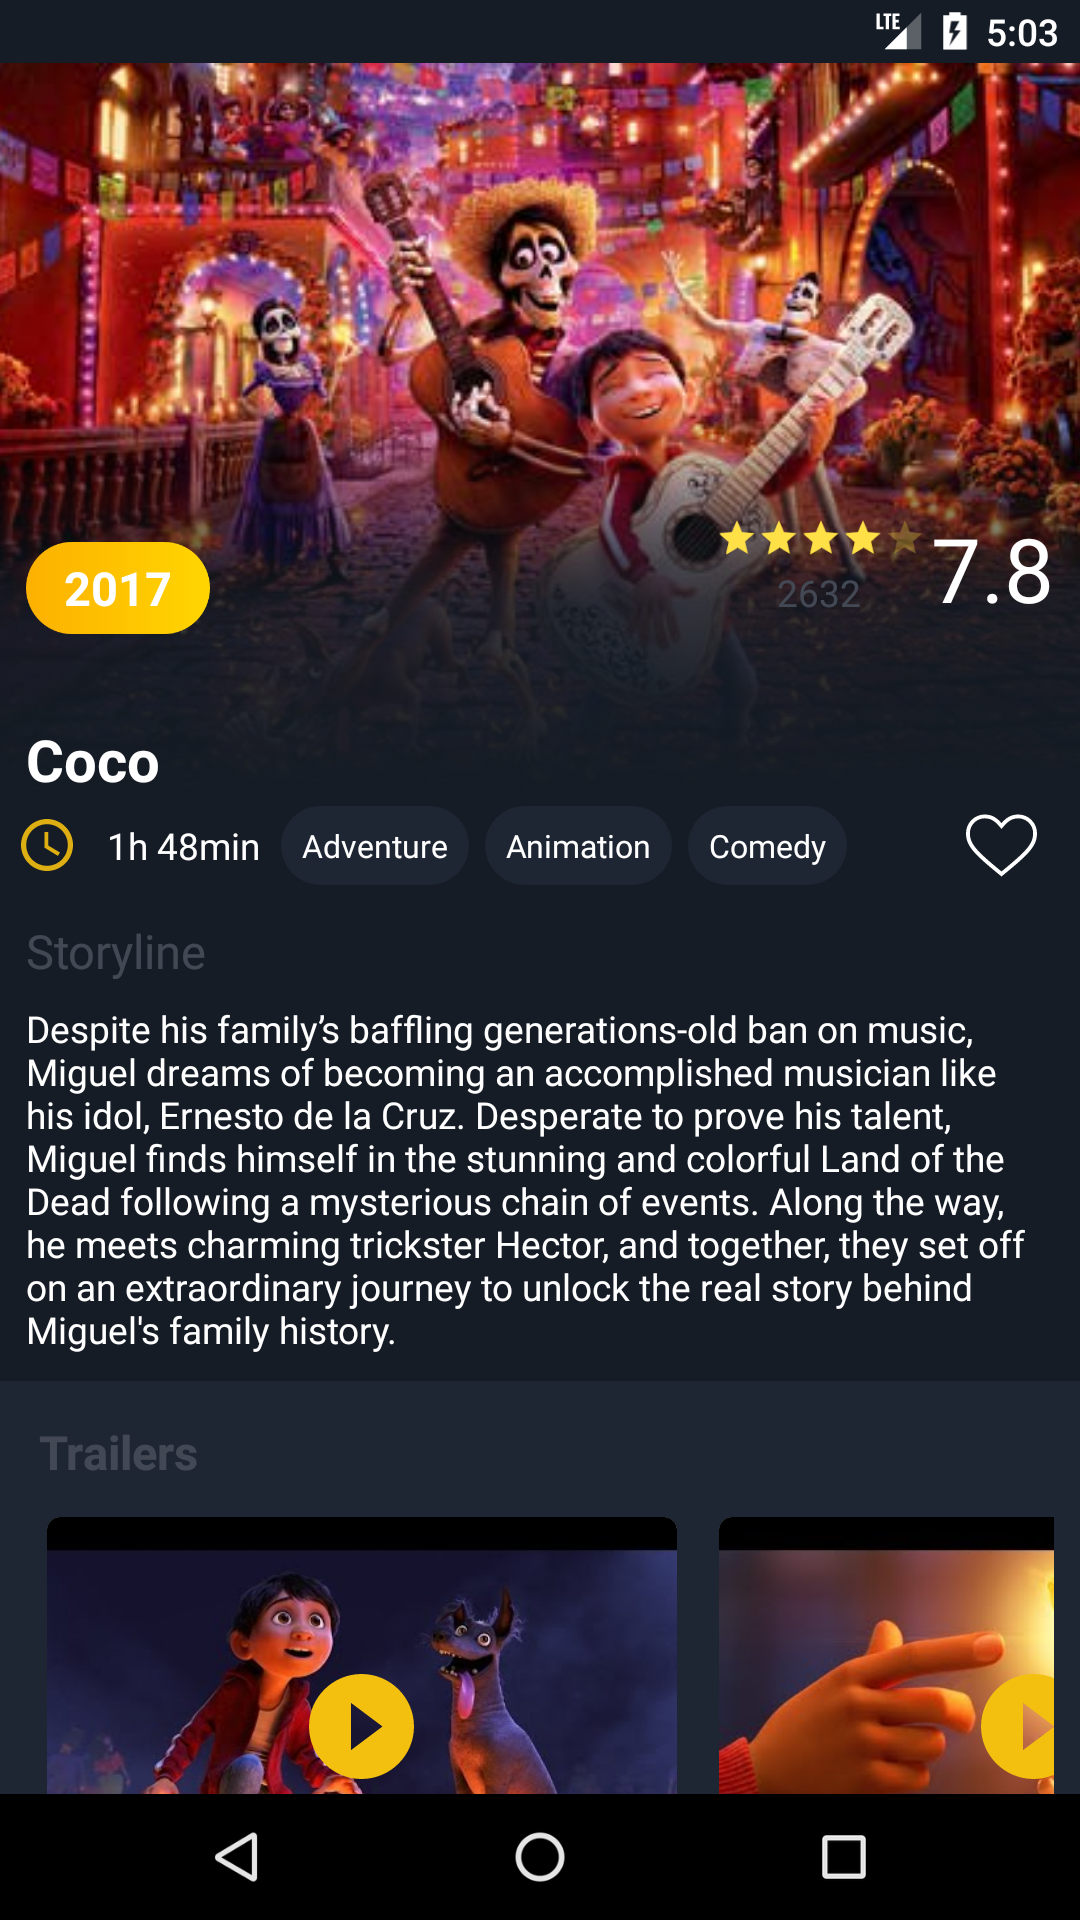 LTE 5:03
2017
2632
7.8
Coco
1h 48min Adventure Animation Comedy
Storyline
Despite his family’s baffling generations-old ban on music,
Miguel dreams of becoming an accomplished musician like
his idol, Ernesto de la Cruz. Desperate to prove his talent,
Miguel finds himself in the stunning and colorful Land of the
Dead following a mysterious chain of events. Along the way,
he meets charming trickster Hector, and together, they set off
on an extraordinary journey to unlock the real story behind
Miguel's family history.
Trailers